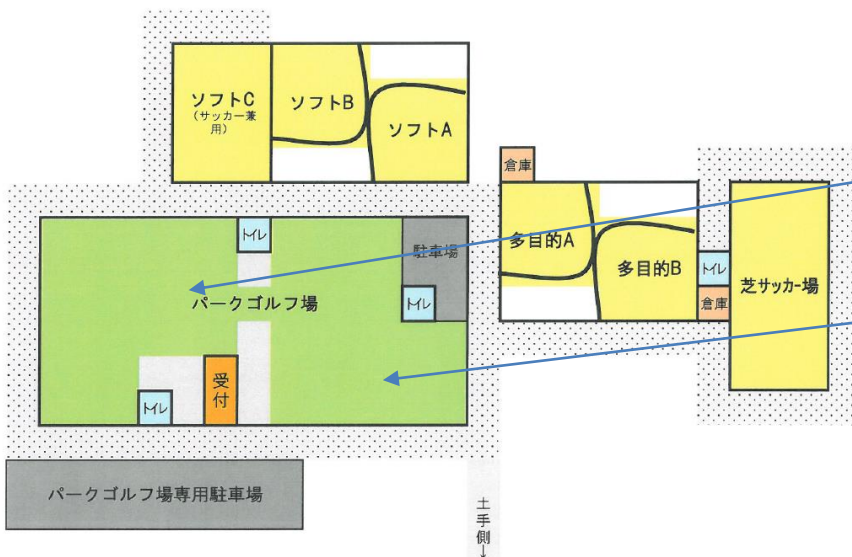 ソフトC
(サッカー兼
用)
ソフトB
ソフトA
倉庫
多目的A
多目的B
トイレ
倉庫
芝サッカー場
トイレ
駐車場
トイレ
パークゴルフ場
受付
トイレ
パークゴルフ場専用駐車場
土手側↓